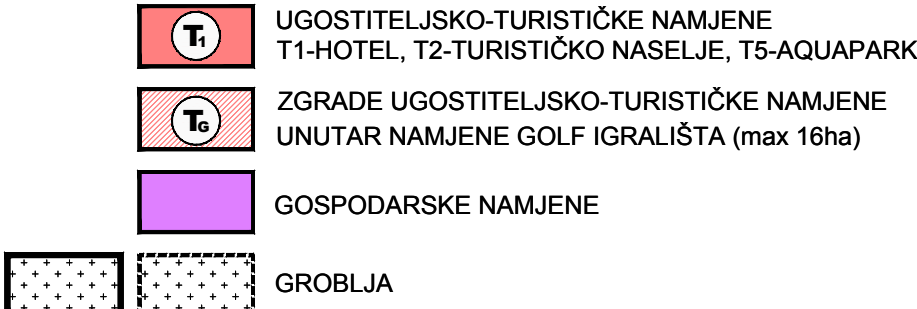 T1
UGOSTITELJSKO-TURISTIČKE NAMJENE
T1-HOTEL, T2-TURISTIČKO NASELJE, T5-AQUAPARK
TG
ZGRADE UGOSTITELJSKO-TURISTIČKE NAMJENE
UNUTAR NAMJENE GOLF IGRALIŠTA (max 16ha)
GOSPODARSKE NAMJENE
GROBLJA